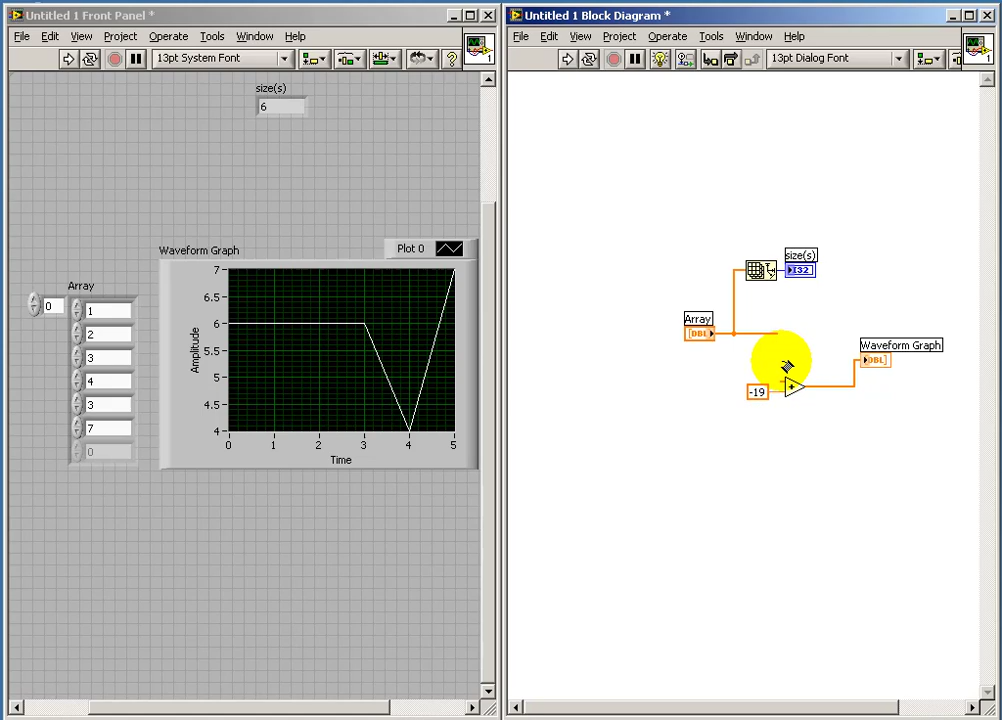 Untitled 1 Front Panel *
File Edit View Project Operate Tools Window Help
13pt System Font
?
1
size(s)
6
Waveform Graph
Plot 0
Array
0
1
2
3
4
3
7
0
7
6.5
6
5.5
5
4.5
4
Amplitude
0 1 2 3 4 5
Time
Untitled 1 Block Diagram *
File Edit View Project Operate Tools Window Help
13pt Dialog Font
1
size(s)
I32
Array
[DBL]
Waveform Graph
[DBL]
-19
+